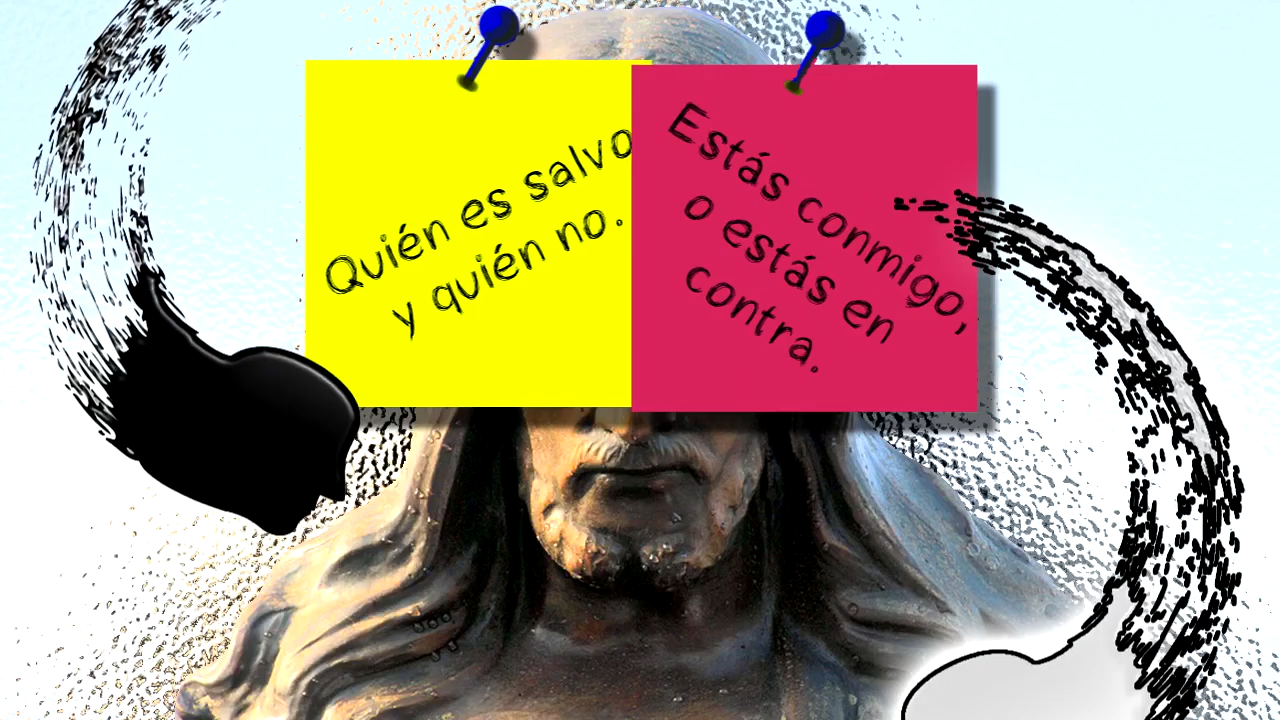 Quién es salvo
y quién no.
Estás conmigo,
o estás en
contra.